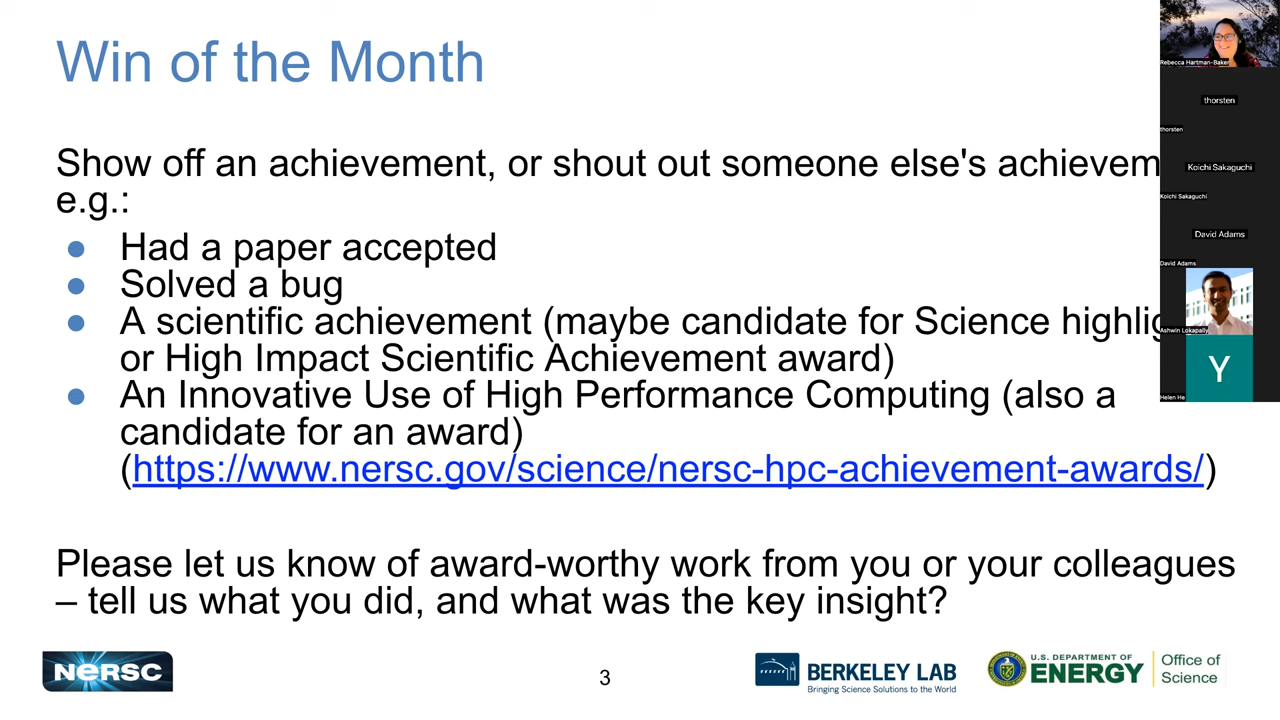 Win of the Month
Show off an achievement, or shout out someone else's achievem
e.g.:
● Had a paper accepted
● Solved a bug
● A scientific achievement (maybe candidate for Science highlig
or High Impact Scientific Achievement award)
● An Innovative Use of High Performance Computing (also a
candidate for an award)
(https://www.nersc.gov/science/nersc-hpc-achievement-awards/)
Please let us know of award-worthy work from you or your colleagues
– tell us what you did, and what was the key insight?
NERSC
3
BERKELEY LAB
Bringing Science Solutions to the World
U.S. DEPARTMENT OF
ENERGY
Office of
Science
Rebecca Hartman-Baker
thorsten
thorsten
Koichi Sakaguchi
Koichi Sakaguchi
David Adams
David Adams
Ashwin Lokapally
Y
Helen He